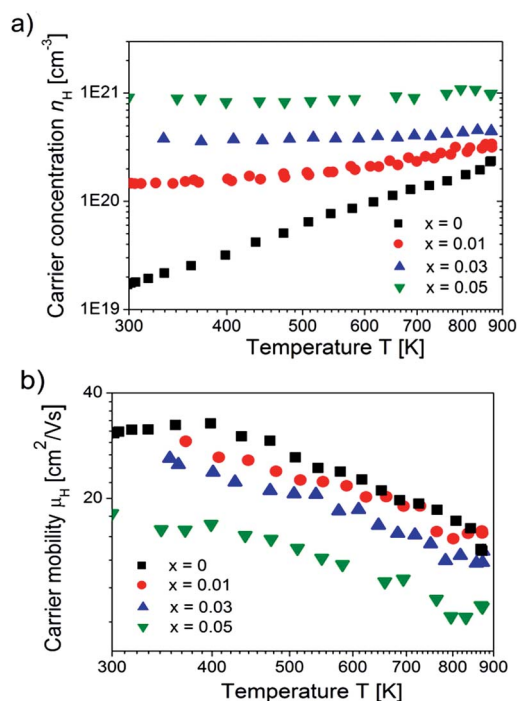 a)
Carrier concentration n_H [cm^-3]
1E21
1E20
1E19
x = 0
x = 0.01
x = 0.03
x = 0.05
300 400 500 600 700 800 900
Temperature T [K]
b)
Carrier mobility μ_H [cm^2/Vs]
40
20
x = 0
x = 0.01
x = 0.03
x = 0.05
300 400 500 600 700 800 900
Temperature T [K]